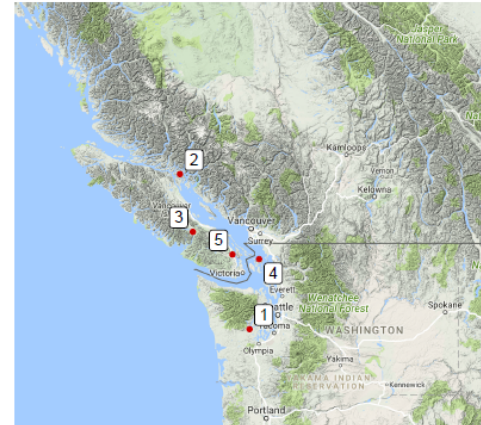 Jasper
National Park
2
Kamloops
Vernon
Kelowna
Vancouver
3
Vancouver
5
Surrey
4
Victoria
Everett
Wenatchee
National Forest
Spokane
1
Seattle
Tacoma
WASHINGTON
Olympia
Yakima
YAKAMA INDIAN
RESERVATION
Kennewick
Portland